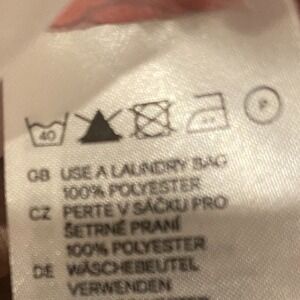 40 P
GB USE A LAUNDRY BAG
100% POLYESTER
CZ PERTE V SÁČKU PRO
ŠETRNÉ PRANÍ
100% POLYESTER
DE WÄSCHEBEUTEL
VERWENDEN